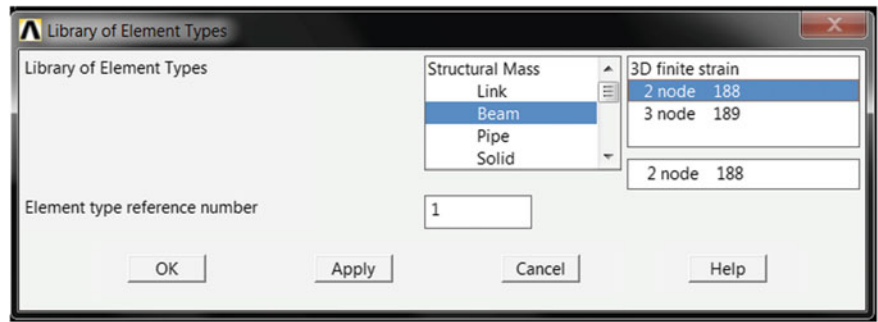 Library of Element Types
Library of Element Types
Structural Mass
Link
Beam
Pipe
Solid
3D finite strain
2 node 188
3 node 189
2 node 188
Element type reference number
1
OK
Apply
Cancel
Help